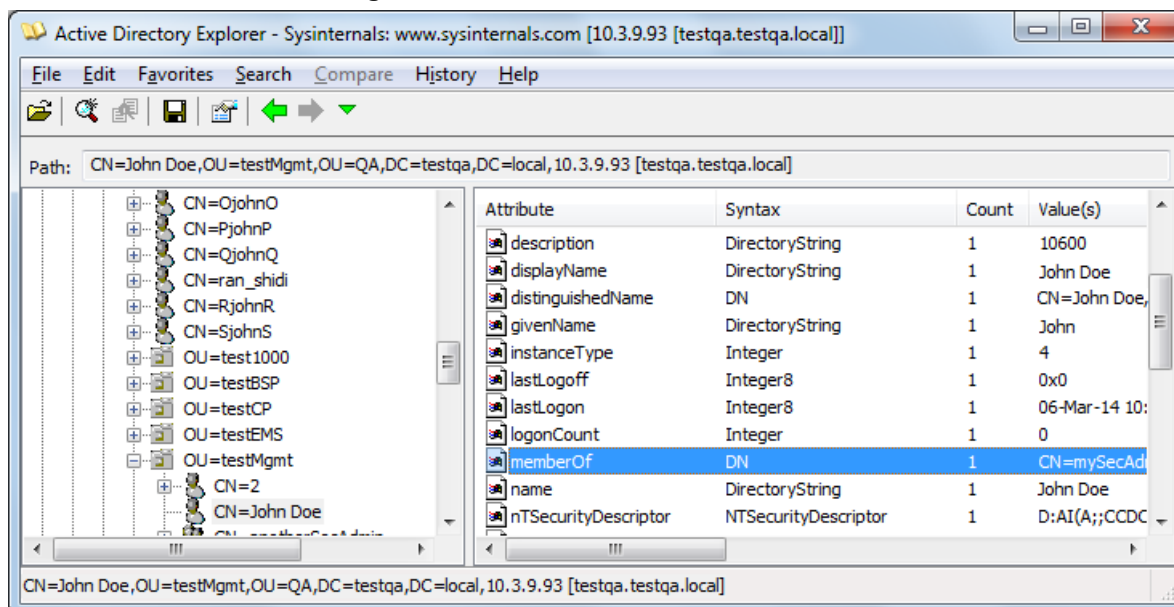 Active Directory Explorer - Sysinternals: www.sysinternals.com [10.3.9.93 [testqa.testqa.local]]
File Edit Favorites Search Compare History Help
Path: CN=John Doe,OU=testMgmt,OU=QA,DC=testqa,DC=local,10.3.9.93 [testqa.testqa.local]
CN=OjohnO
CN=PjohnP
CN=QjohnQ
CN=ran_shidi
CN=RjohnR
CN=SjohnS
OU=test1000
OU=testBSP
OU=testCP
OU=testEMS
OU=testMgmt
CN=2
CN=John Doe
Attribute Syntax Count Value(s)
description DirectoryString 1 10600
displayName DirectoryString 1 John Doe
distinguishedName DN 1 CN=John Doe,
givenName DirectoryString 1 John
instanceType Integer 1 4
lastLogoff Integer8 1 0x0
lastLogon Integer8 1 06-Mar-14 10:
logonCount Integer 1 0
memberOf DN 1 CN=mySecAd
name DirectoryString 1 John Doe
nTSecurityDescriptor NTSecurityDescriptor 1 D:AI(A;;CCDC
CN=John Doe,OU=testMgmt,OU=QA,DC=testqa,DC=local,10.3.9.93 [testqa.testqa.local]